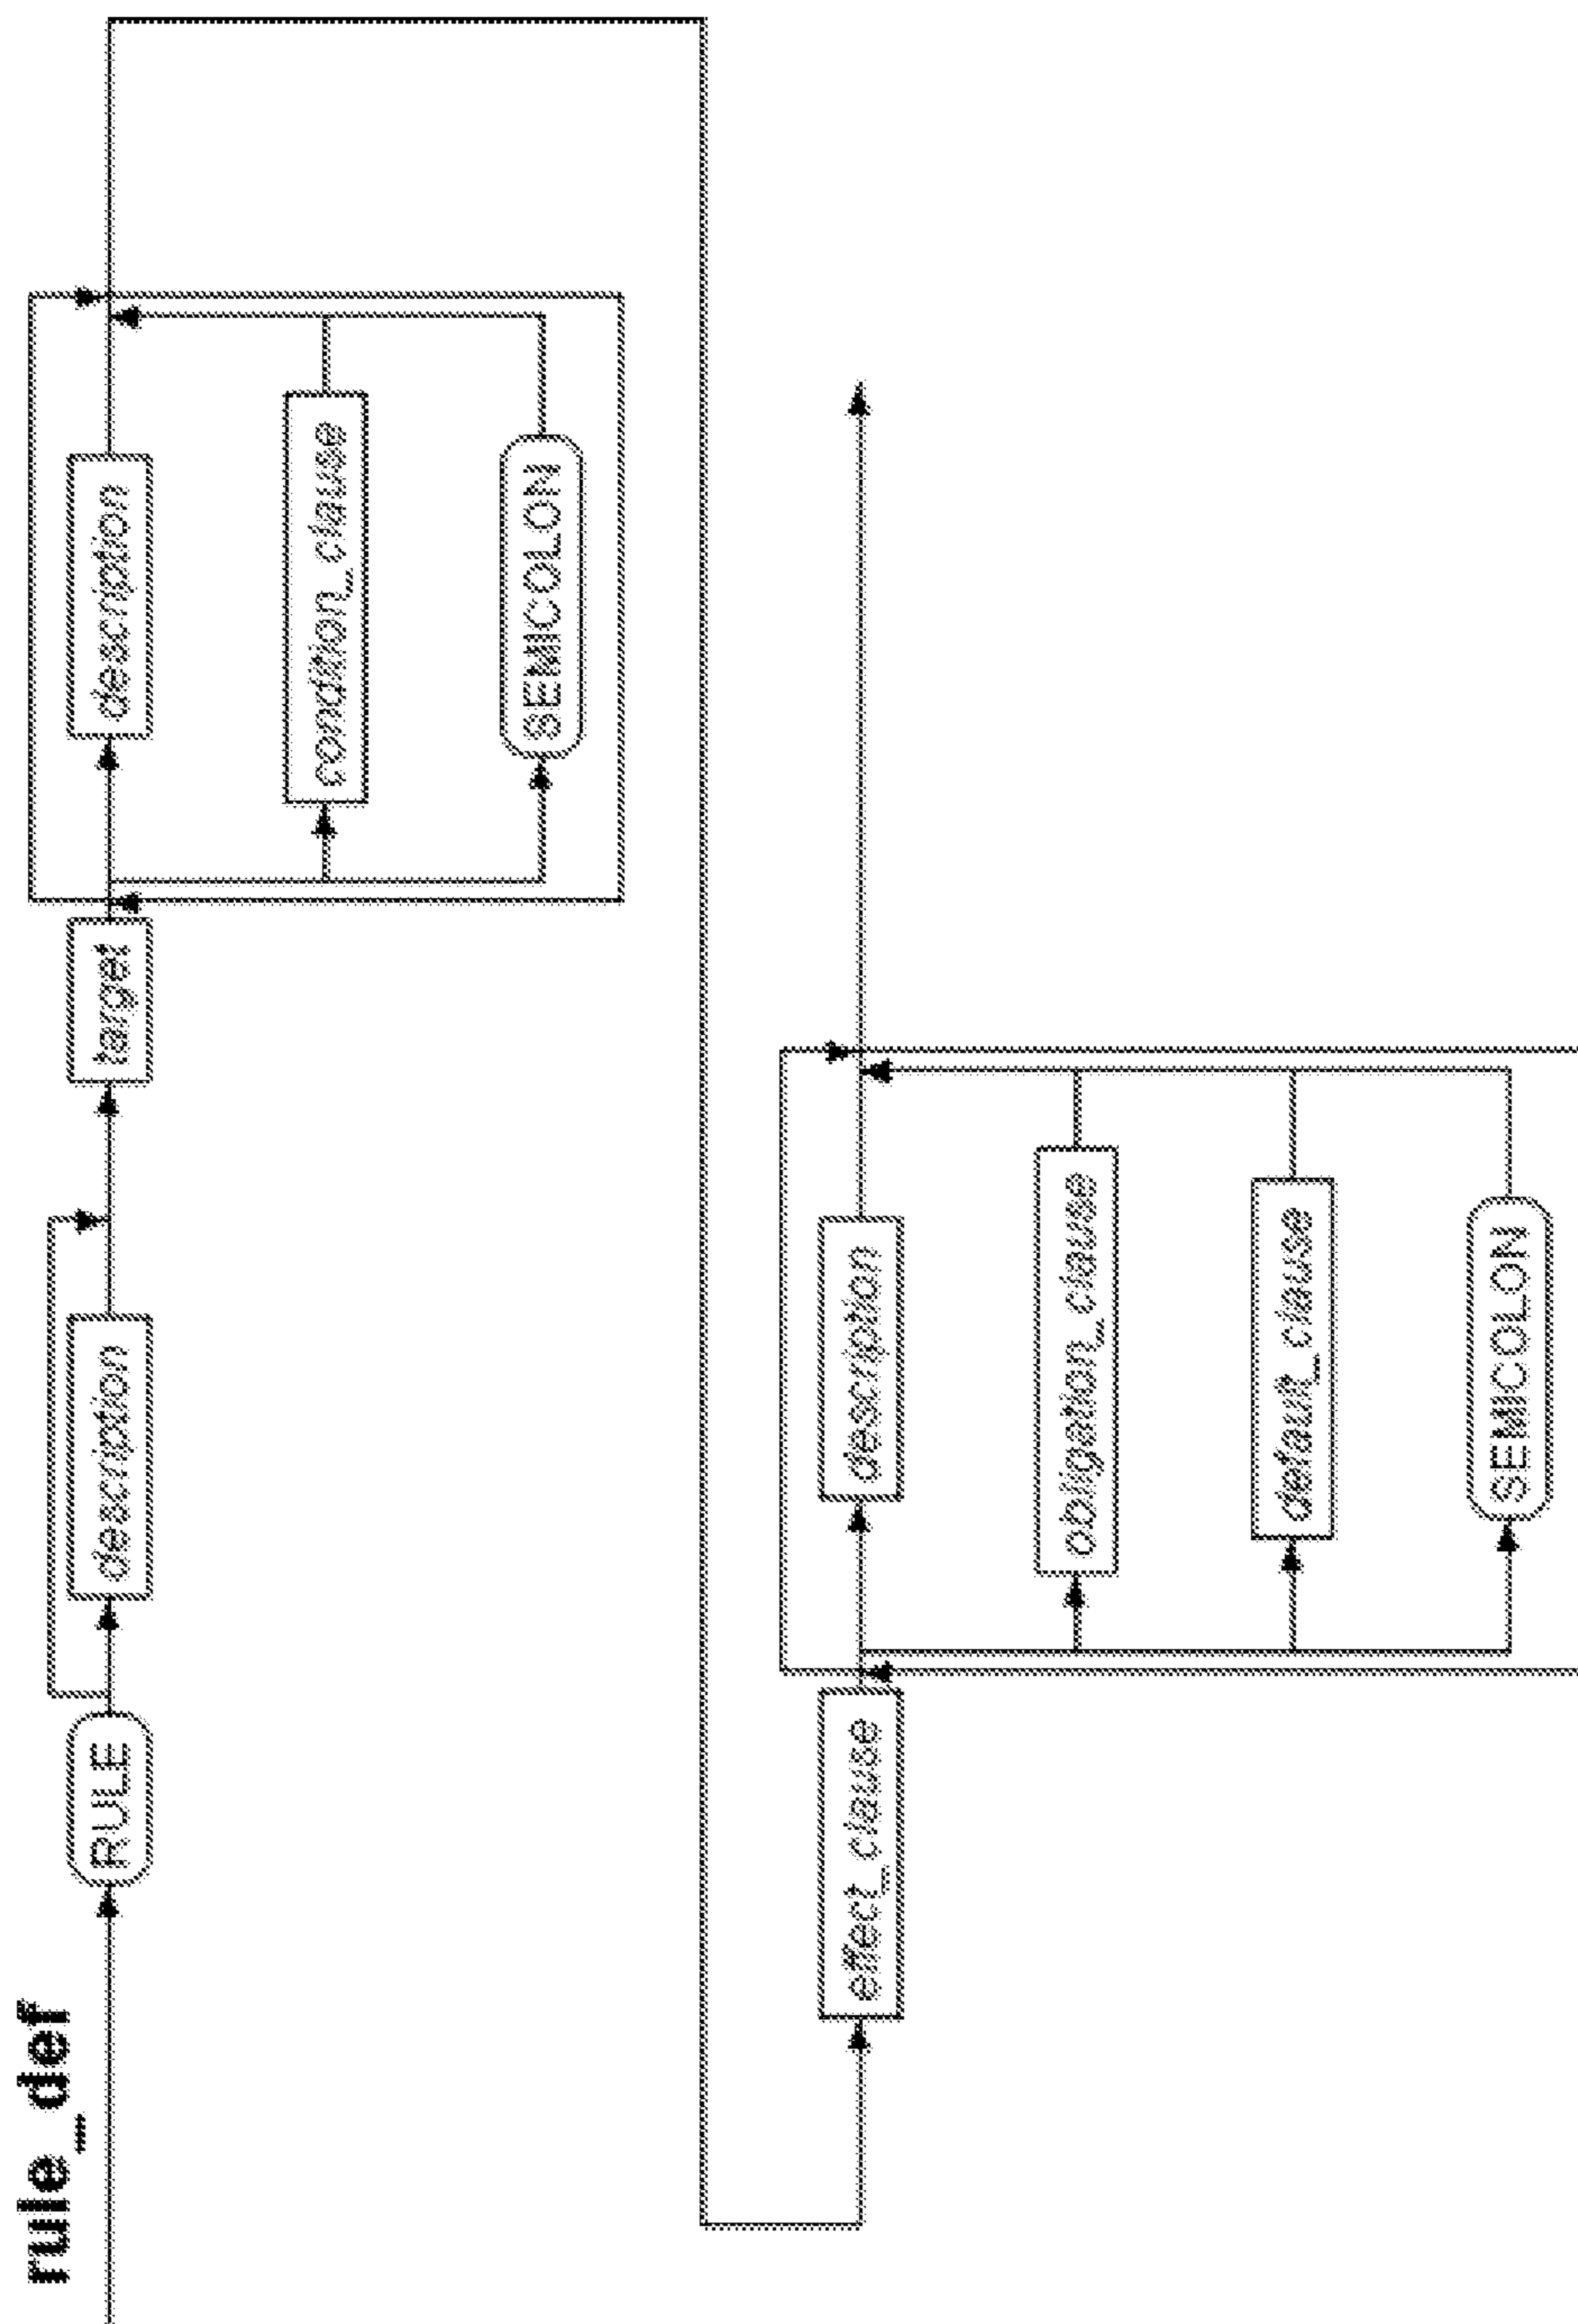 rule_def
RULE
description
target
description
condition_clause
SEMICOLON
effect_clause
description
obligation_clause
default_clause
SEMICOLON